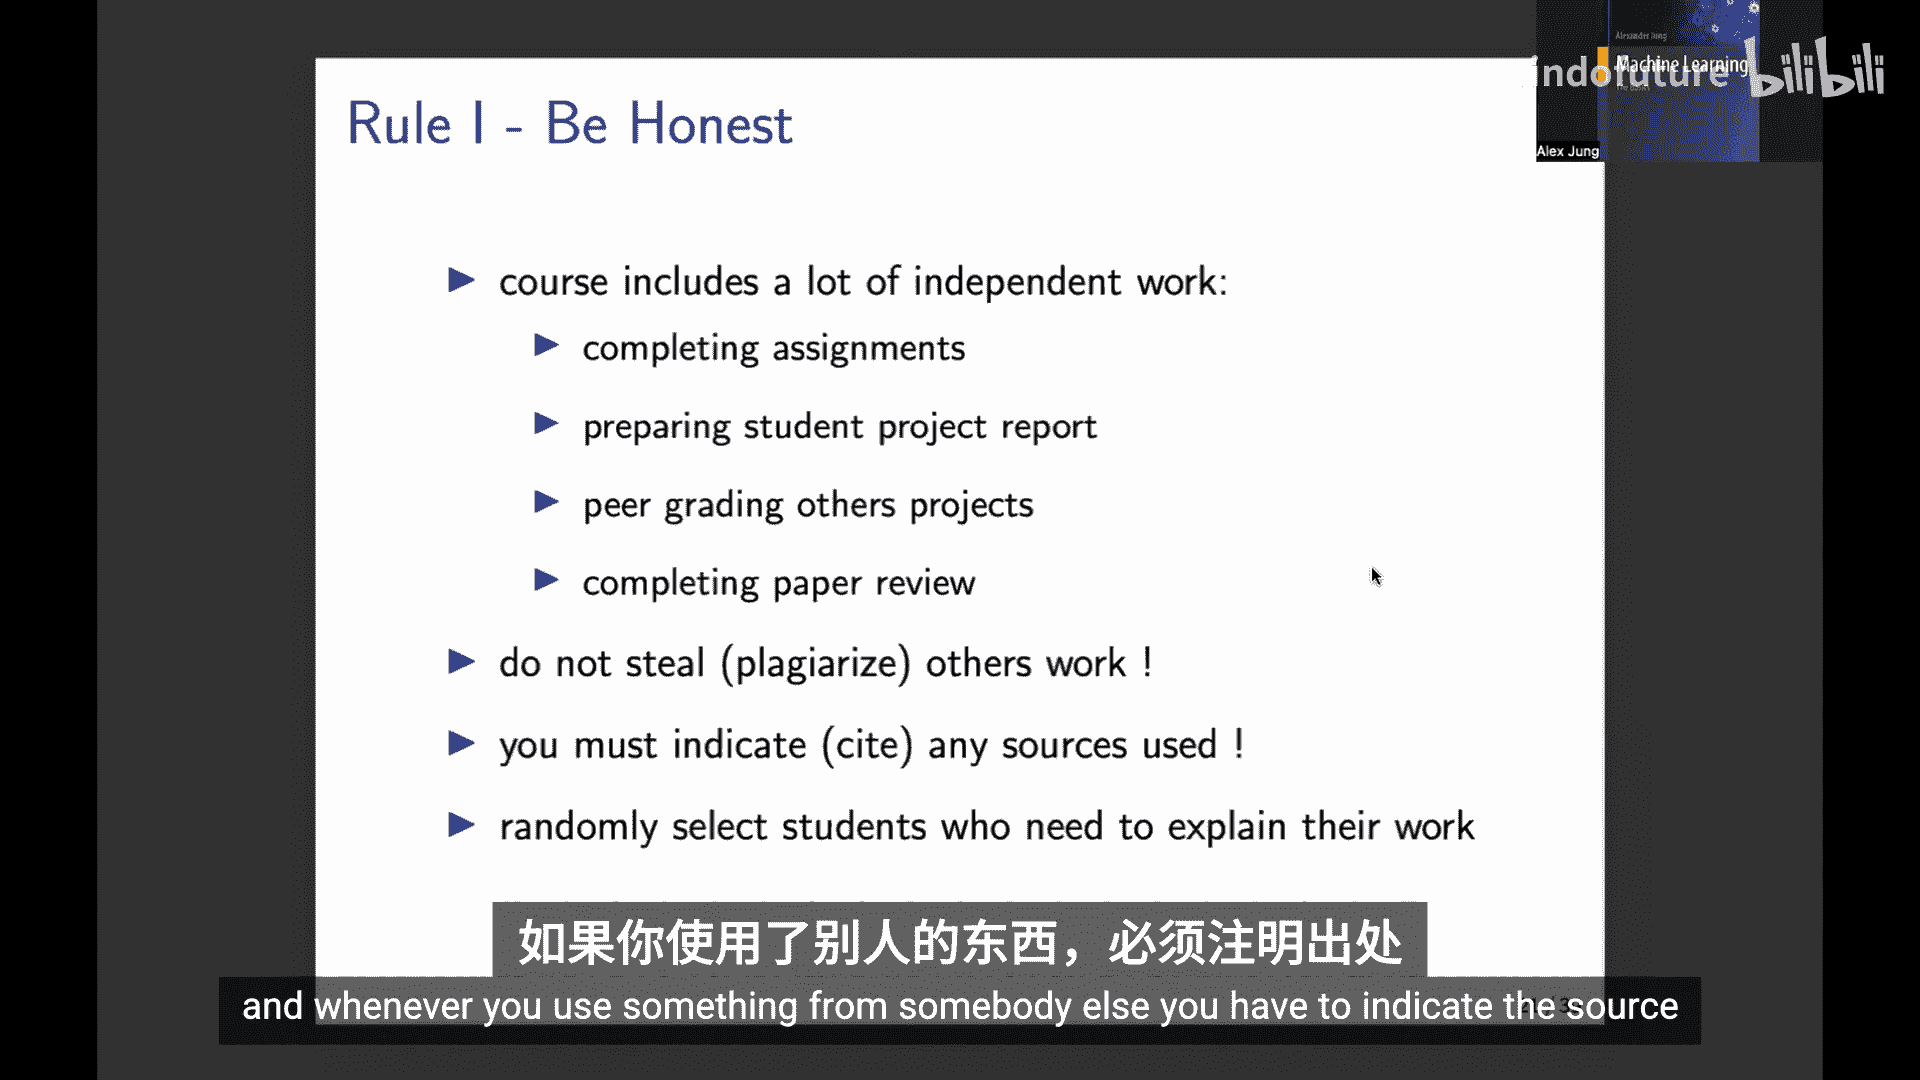 Alexander Jung
Machine Learning
indofuture bilibili
Alex Jung
Rule I - Be Honest
course includes a lot of independent work:
completing assignments
preparing student project report
peer grading others projects
completing paper review
do not steal (plagiarize) others work !
you must indicate (cite) any sources used !
randomly select students who need to explain their work
如果你使用了别人的东西，必须注明出处
and whenever you use something from somebody else you have to indicate the source